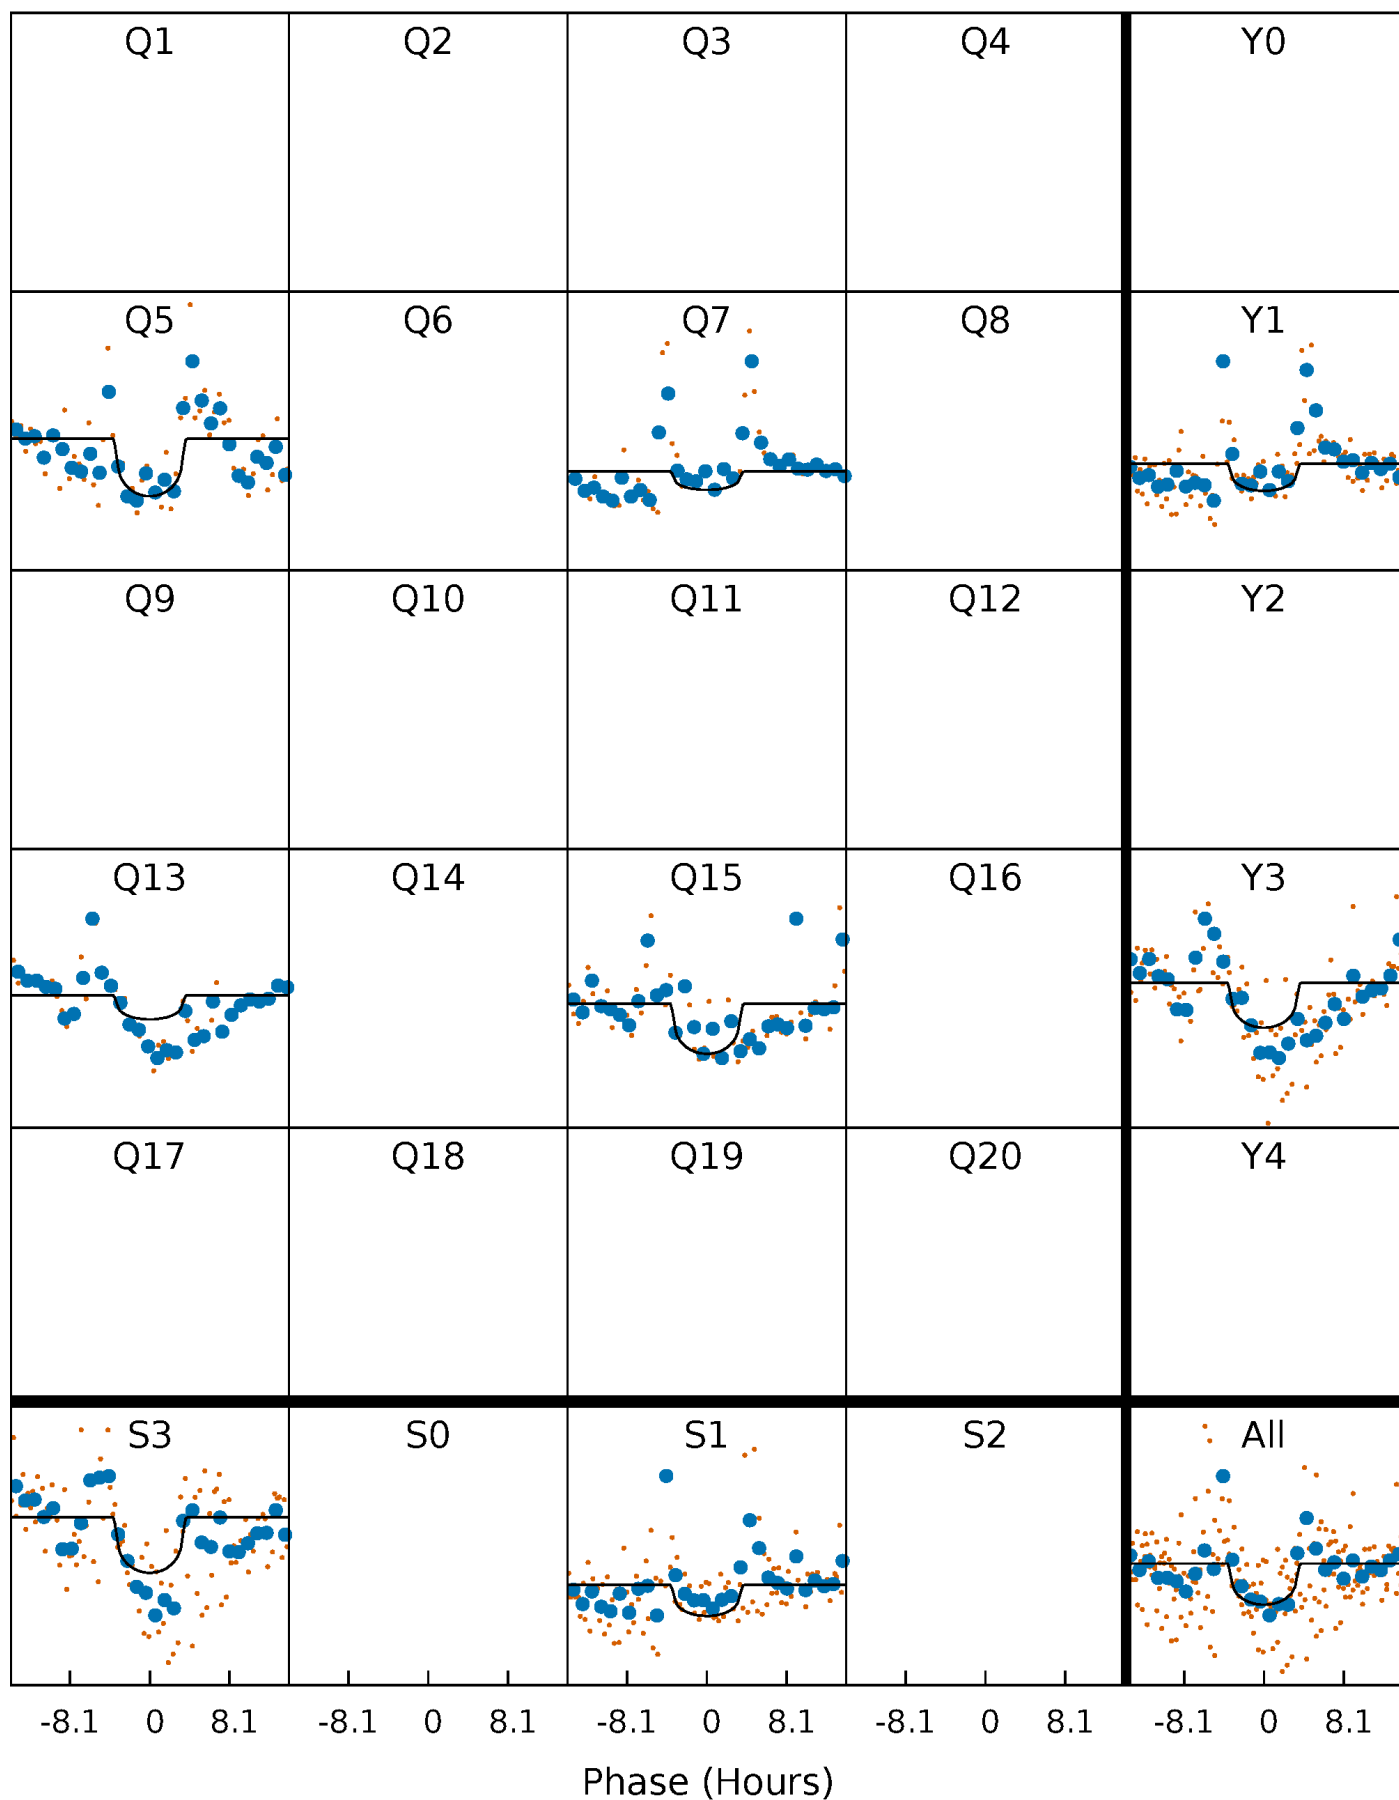 Q1 Q2 Q3 Q4 Y0
Q5 Q6 Q7 Q8 Y1
Q9 Q10 Q11 Q12 Y2
Q13 Q14 Q15 Q16 Y3
Q17 Q18 Q19 Q20 Y4
S3 S0 S1 S2 All
-8.1 0 8.1 -8.1 0 8.1 -8.1 0 8.1 -8.1 0 8.1 -8.1 0 8.1
Phase (Hours)